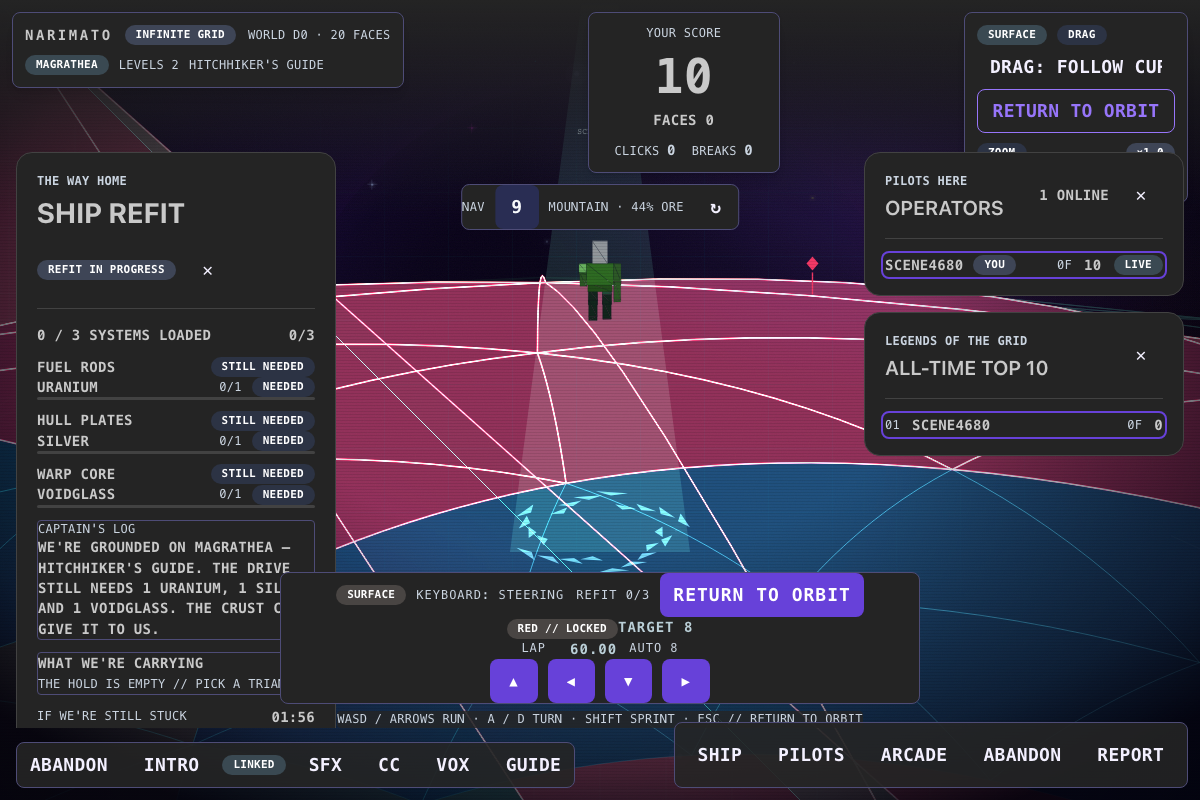 NARIMATO INFINITE GRID WORLD D0 · 20 FACES
MAGRATHEA LEVELS 2 HITCHHIKER'S GUIDE
YOUR SCORE
10
FACES 0
CLICKS 0 BREAKS 0
SURFACE DRAG
DRAG: FOLLOW
RETURN TO ORBIT
ZOOM ×1.0
NAV 9 MOUNTAIN · 44% ORE ↻
THE WAY HOME
SHIP REFIT
REFIT IN PROGRESS ×
0 / 3 SYSTEMS LOADED 0/3
FUEL RODS STILL NEEDED
URANIUM 0/1 NEEDED
HULL PLATES STILL NEEDED
SILVER 0/1 NEEDED
WARP CORE STILL NEEDED
VOIDGLASS 0/1 NEEDED
CAPTAIN'S LOG
WE'RE GROUNDED ON MAGRATHEA —
HITCHHIKER'S GUIDE. THE DRIVE
STILL NEEDS 1 URANIUM, 1 SIL
AND 1 VOIDGLASS. THE CRUST
GIVE IT TO US.
WHAT WE'RE CARRYING
THE HOLD IS EMPTY // PICK A TRIAN
IF WE'RE STILL STUCK 01:56
PILOTS HERE
OPERATORS 1 ONLINE ×
SCENE4680 YOU 0F 10 LIVE
LEGENDS OF THE GRID
ALL-TIME TOP 10 ×
01 SCENE4680 0F 0
SURFACE KEYBOARD: STEERING REFIT 0/3 RETURN TO ORBIT
RED // LOCKED TARGET 8
LAP 60.00 AUTO 8
▲ ◀ ▼ ▶
WASD / ARROWS RUN · A / D TURN · SHIFT SPRINT · ESC // RETURN TO ORBIT
ABANDON INTRO LINKED SFX CC VOX GUIDE
SHIP PILOTS ARCADE ABANDON REPORT